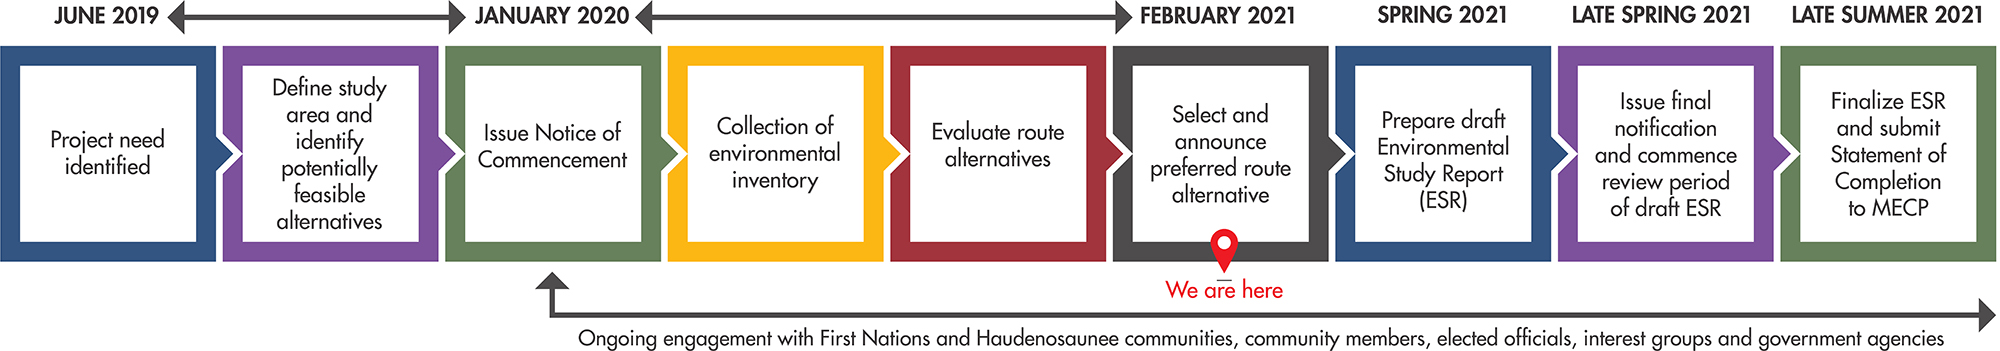 JUNE 2019
JANUARY 2020
FEBRUARY 2021
SPRING 2021
LATE SPRING 2021
LATE SUMMER 2021
Project need
identified
Define study
area and
identify
potentially
feasible
alternatives
Issue Notice of
Commencement
Collection of
environmental
inventory
Evaluate route
alternatives
Select and
announce
preferred route
alternative
Prepare draft
Environmental
Study Report
(ESR)
Issue final
notification
and commence
review period
of draft ESR
Finalize ESR
and submit
Statement of
Completion
to MECP
We are here
Ongoing engagement with First Nations and Haudenosaunee communities, community members, elected officials, interest groups and government agencies